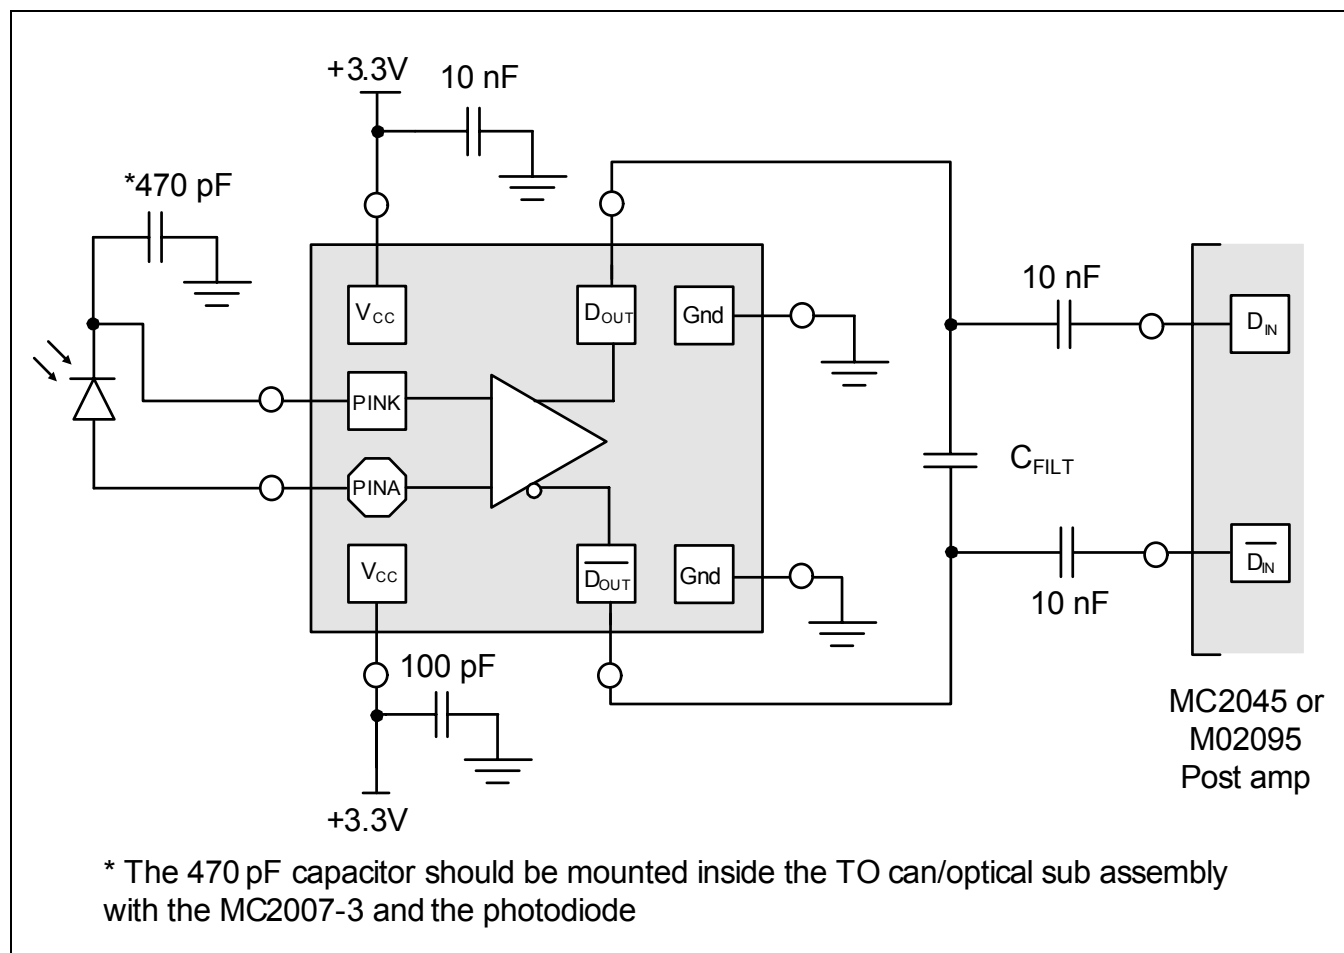 +3.3V
10 nF
*470 pF
10 nF
VCC
DOUT
Gnd
DIN
PINK
CFILT
PINA
VCC
D̅O̅U̅T̅
Gnd
D̅I̅N̅
10 nF
100 pF
MC2045 or
M02095
Post amp
+3.3V
* The 470 pF capacitor should be mounted inside the TO can/optical sub assembly
with the MC2007-3 and the photodiode